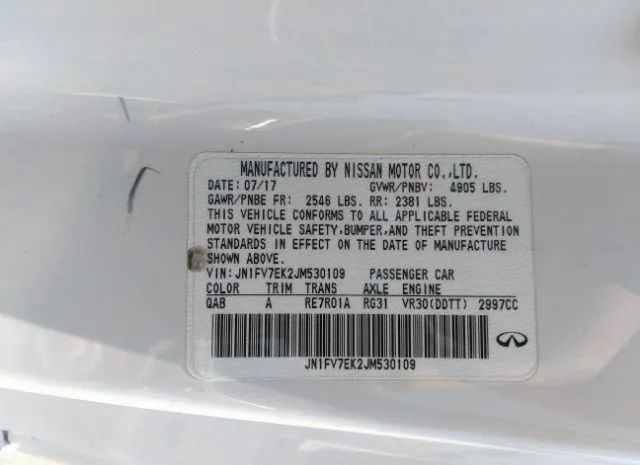 MANUFACTURED BY NISSAN MOTOR CO.,LTD.
DATE: 07/17 GVWR/PNBV: 4905 LBS.
GAWR/PNBE FR: 2546 LBS. RR: 2381 LBS.
THIS VEHICLE CONFORMS TO ALL APPLICABLE FEDERAL
MOTOR VEHICLE SAFETY,BUMPER,AND THEFT PREVENTION
STANDARDS IN EFFECT ON THE DATE OF MANUFACTURE
SHOWN ABOVE.
VIN:JN1FV7EK2JM530109 PASSENGER CAR
COLOR TRIM TRANS AXLE ENGINE
QAB A RE7R01A RG31 VR30(DDTT) 2997CC
JN1FV7EK2JM530109